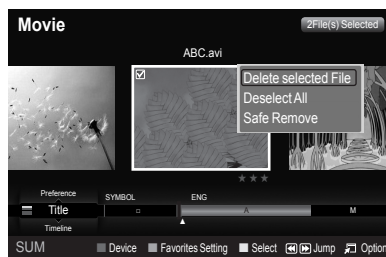 Movie
2File(s) Selected
ABC.avi
Delete selected File
Deselect All
Safe Remove
Preference
SYMBOL ENG
Title A M
Timeline
SUM Device Favorites Setting Select Jump Option